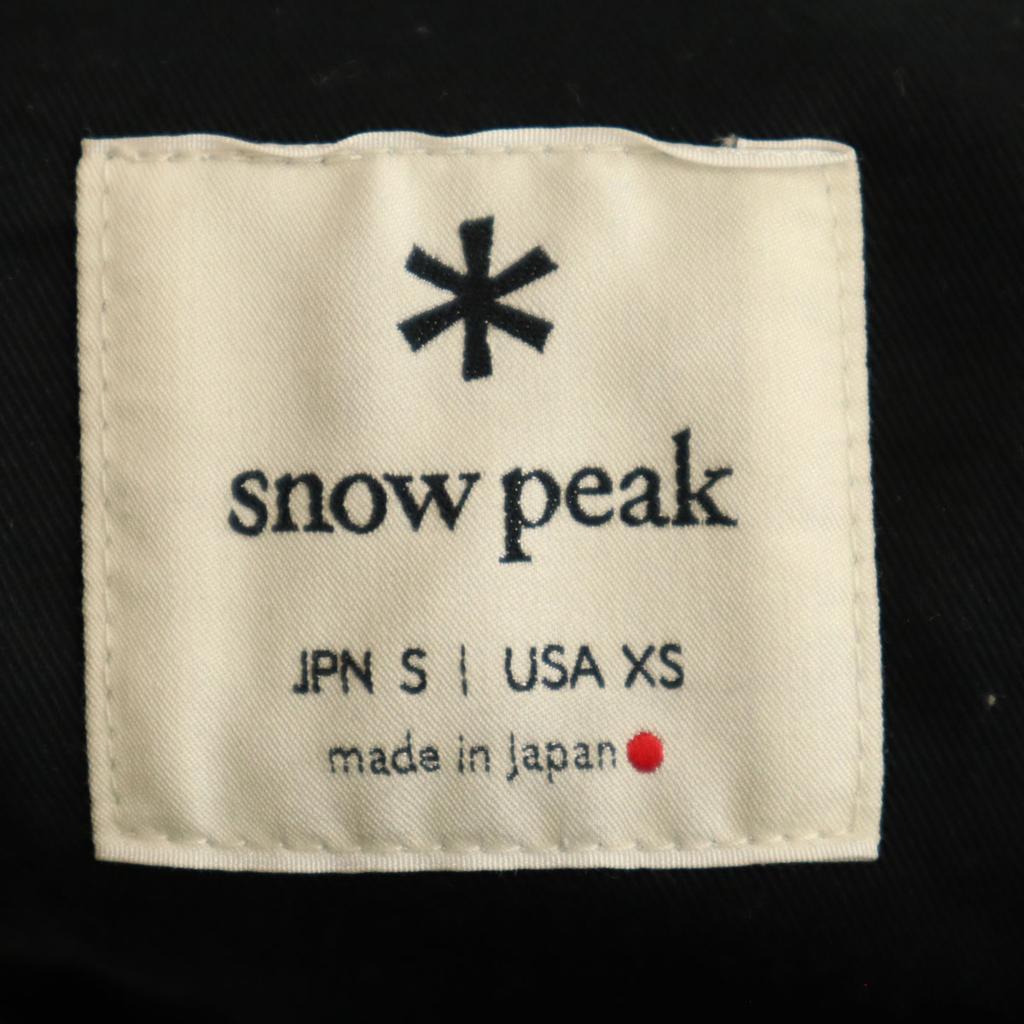 snow peak
JPN S | USA XS
made in Japan